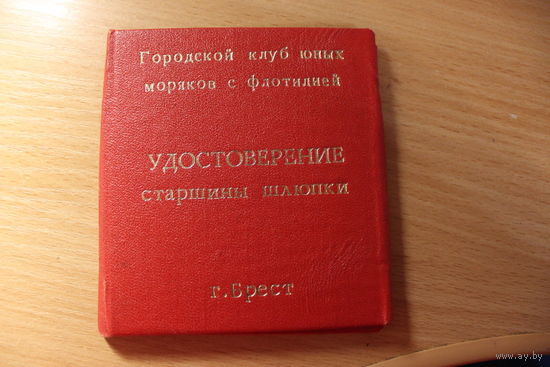 Городской клуб юных
моряков с флотилией
УДОСТОВЕРЕНИЕ
старшины шлюпки
г.Брест
www.ay.by